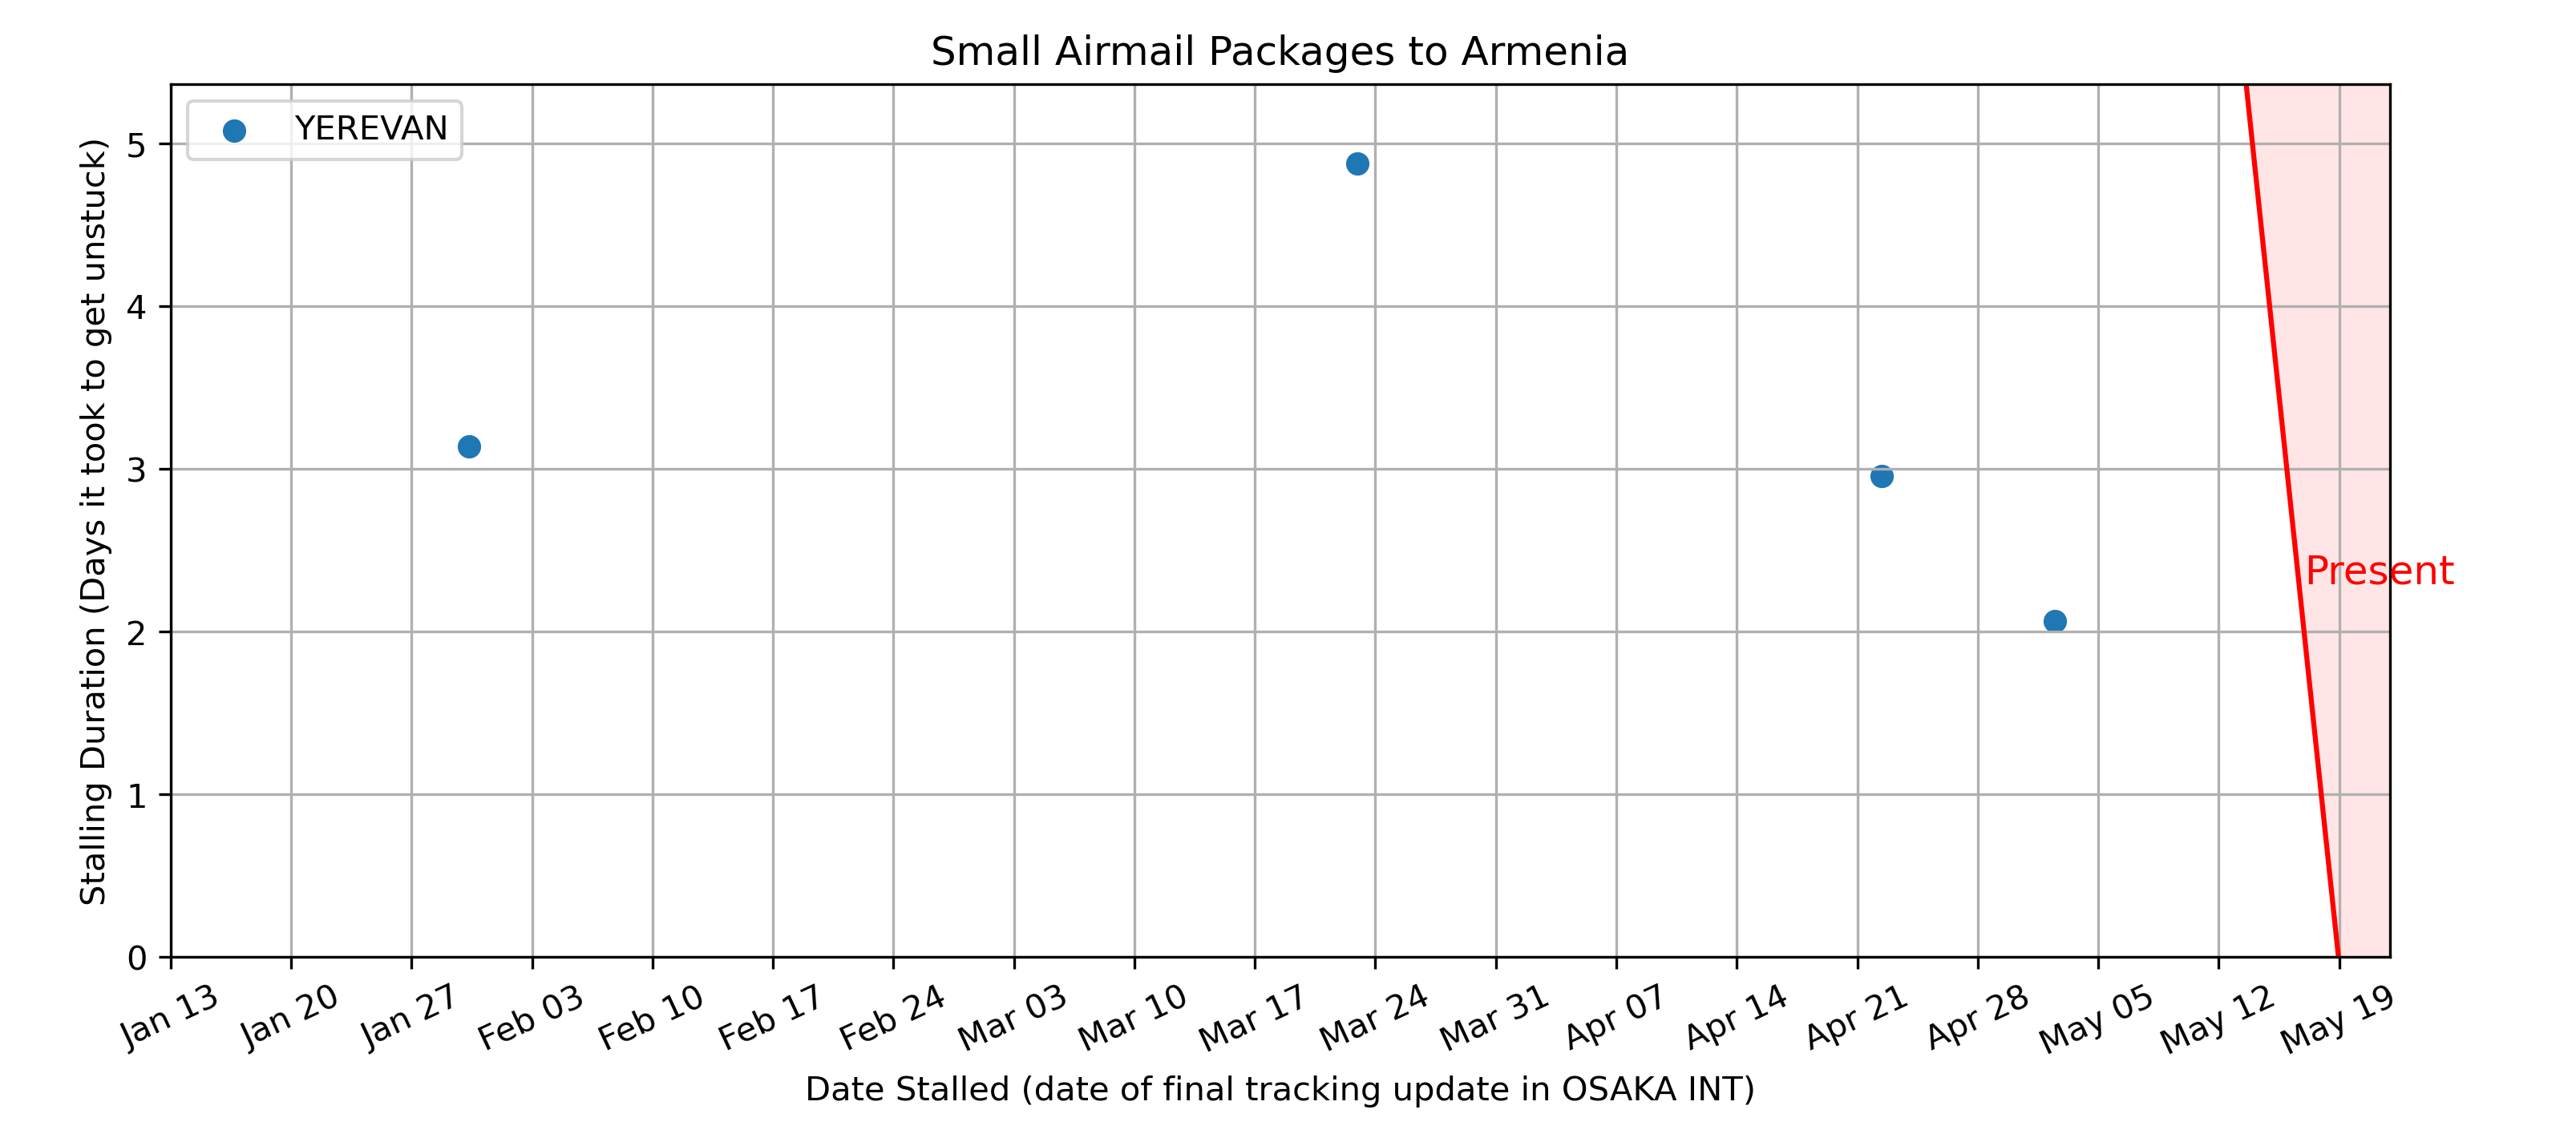 Small Airmail Packages to Armenia
YEREVAN
Stalling Duration (Days it took to get unstuck)
5
4
3
2
1
0
Present
Jan 13
Jan 20
Jan 27
Feb 03
Feb 10
Feb 17
Feb 24
Mar 03
Mar 10
Mar 17
Mar 24
Mar 31
Apr 07
Apr 14
Apr 21
Apr 28
May 05
May 12
May 19
Date Stalled (date of final tracking update in OSAKA INT)